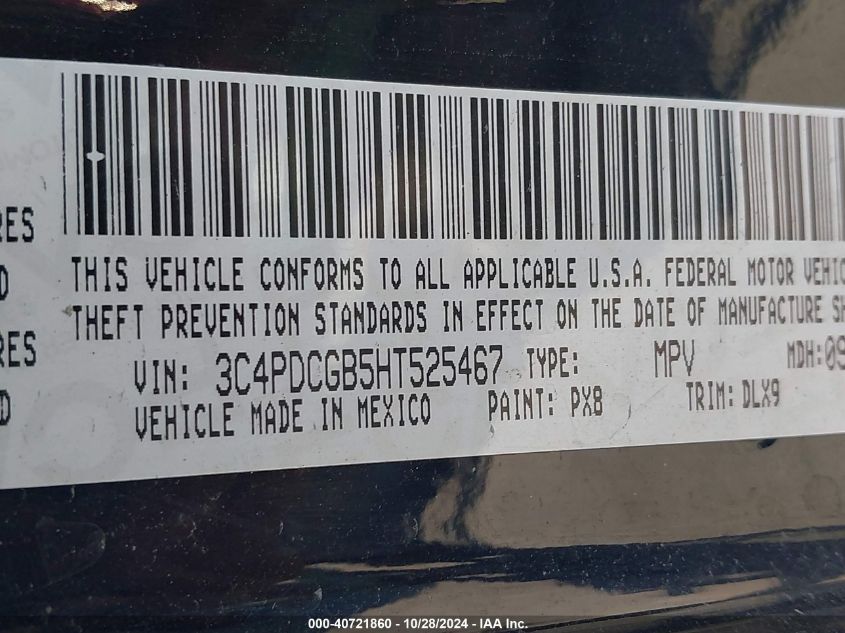 THIS VEHICLE CONFORMS TO ALL APPLICABLE U.S.A. FEDERAL MOTOR VEHIC
RES
D
THEFT PREVENTION STANDARDS IN EFFECT ON THE DATE OF MANUFACTURE SH
RES
VIN: 3C4PDCGB5HT525467 TYPE: MPV MDH:09
D
VEHICLE MADE IN MEXICO PAINT: PX8 TRIM: DLX9
000-40721860 - 10/28/2024 - IAA Inc.